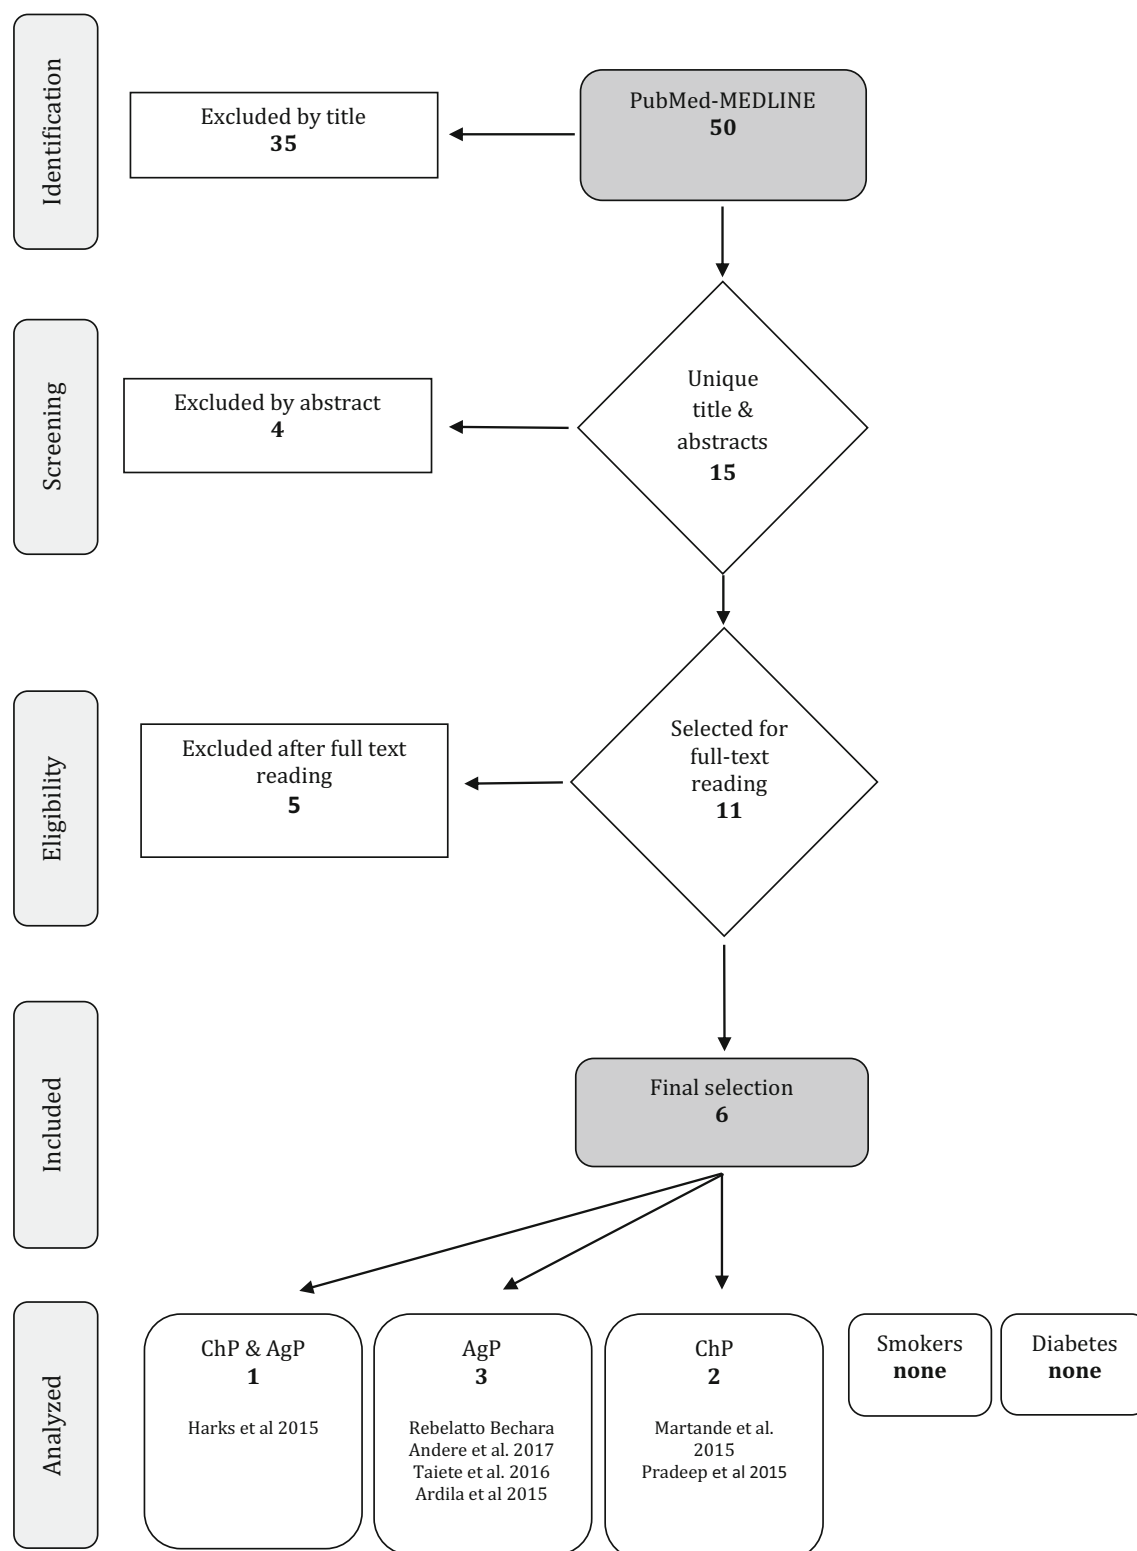 Identification
Excluded by title
35
PubMed-MEDLINE
50
Screening
Excluded by abstract
4
Unique
title &
abstracts
15
Eligibility
Excluded after full text
reading
5
Selected for
full-text
reading
11
Included
Final selection
6
Analyzed
ChP & AgP
1
Harks et al 2015
AgP
3
Rebelatto Bechara
Andere et al. 2017
Taiete et al. 2016
Ardila et al 2015
ChP
2
Martande et al.
2015
Pradeep et al 2015
Smokers
none
Diabetes
none